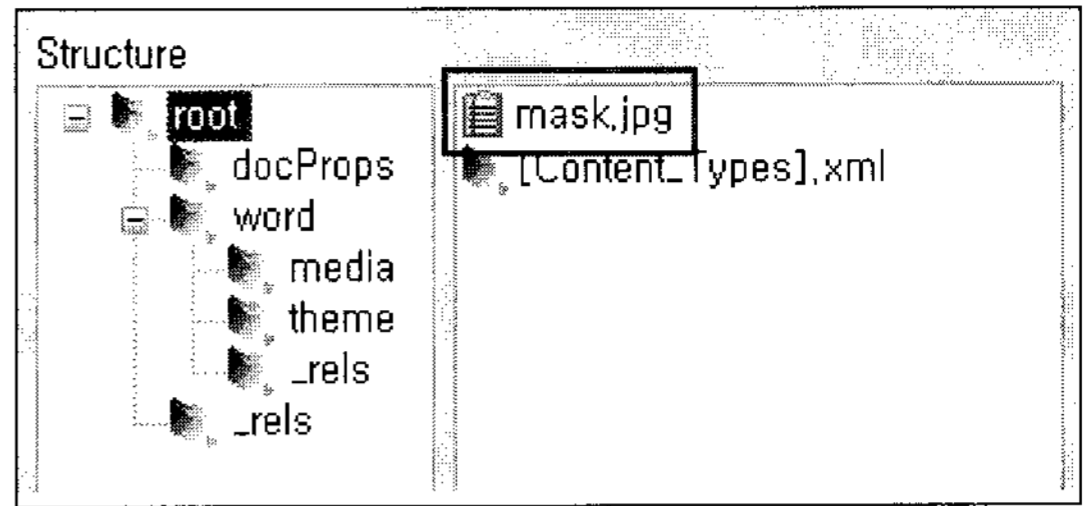 Structure
root
docProps
word
media
theme
_rels
_rels
mask.jpg
[Content_Types].xml